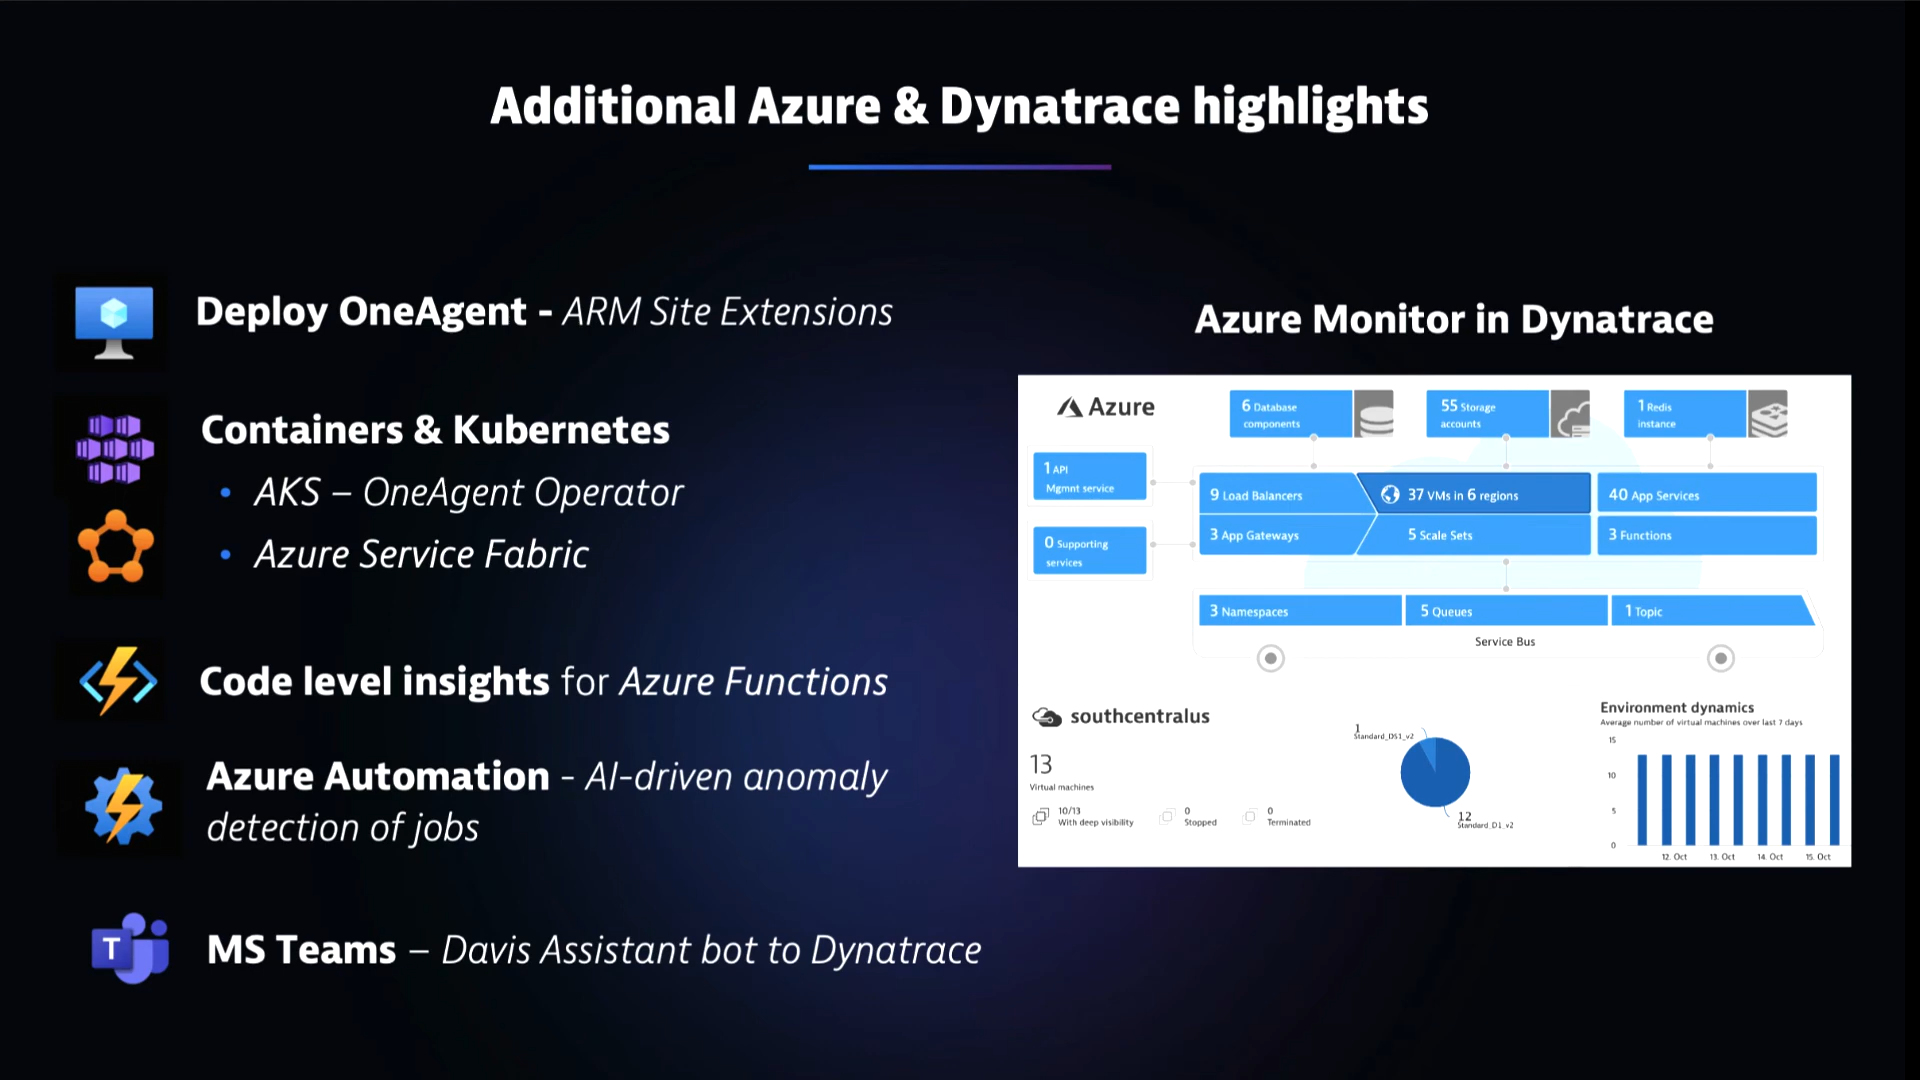 Additional Azure & Dynatrace highlights
Deploy OneAgent - ARM Site Extensions
Containers & Kubernetes
• AKS – OneAgent Operator
• Azure Service Fabric
Code level insights for Azure Functions
Azure Automation - AI-driven anomaly
detection of jobs
T
MS Teams – Davis Assistant bot to Dynatrace
Azure Monitor in Dynatrace
Azure
6 Database
components
55 Storage
accounts
1 Redis
instance
1 API
Mgmnt service
0 Supporting
services
9 Load Balancers
37 VMs in 6 regions
40 App Services
3 App Gateways
5 Scale Sets
3 Functions
3 Namespaces
5 Queues
1 Topic
Service Bus
southcentralus
13
Virtual machines
10/13
With deep visibility
0
Stopped
0
Terminated
1
Standard_DS1_v2
12
Standard_D1_v2
Environment dynamics
Average number of virtual machines over last 7 days
15
10
5
0
12. Oct
13. Oct
14. Oct
15. Oct